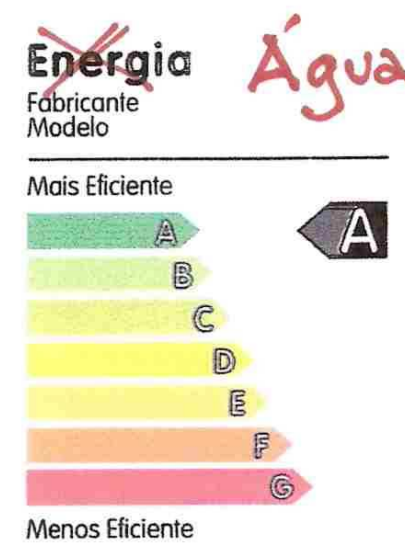 Energia Água
Fabricante
Modelo
Mais Eficiente
A A
B
C
D
E
F
G
Menos Eficiente